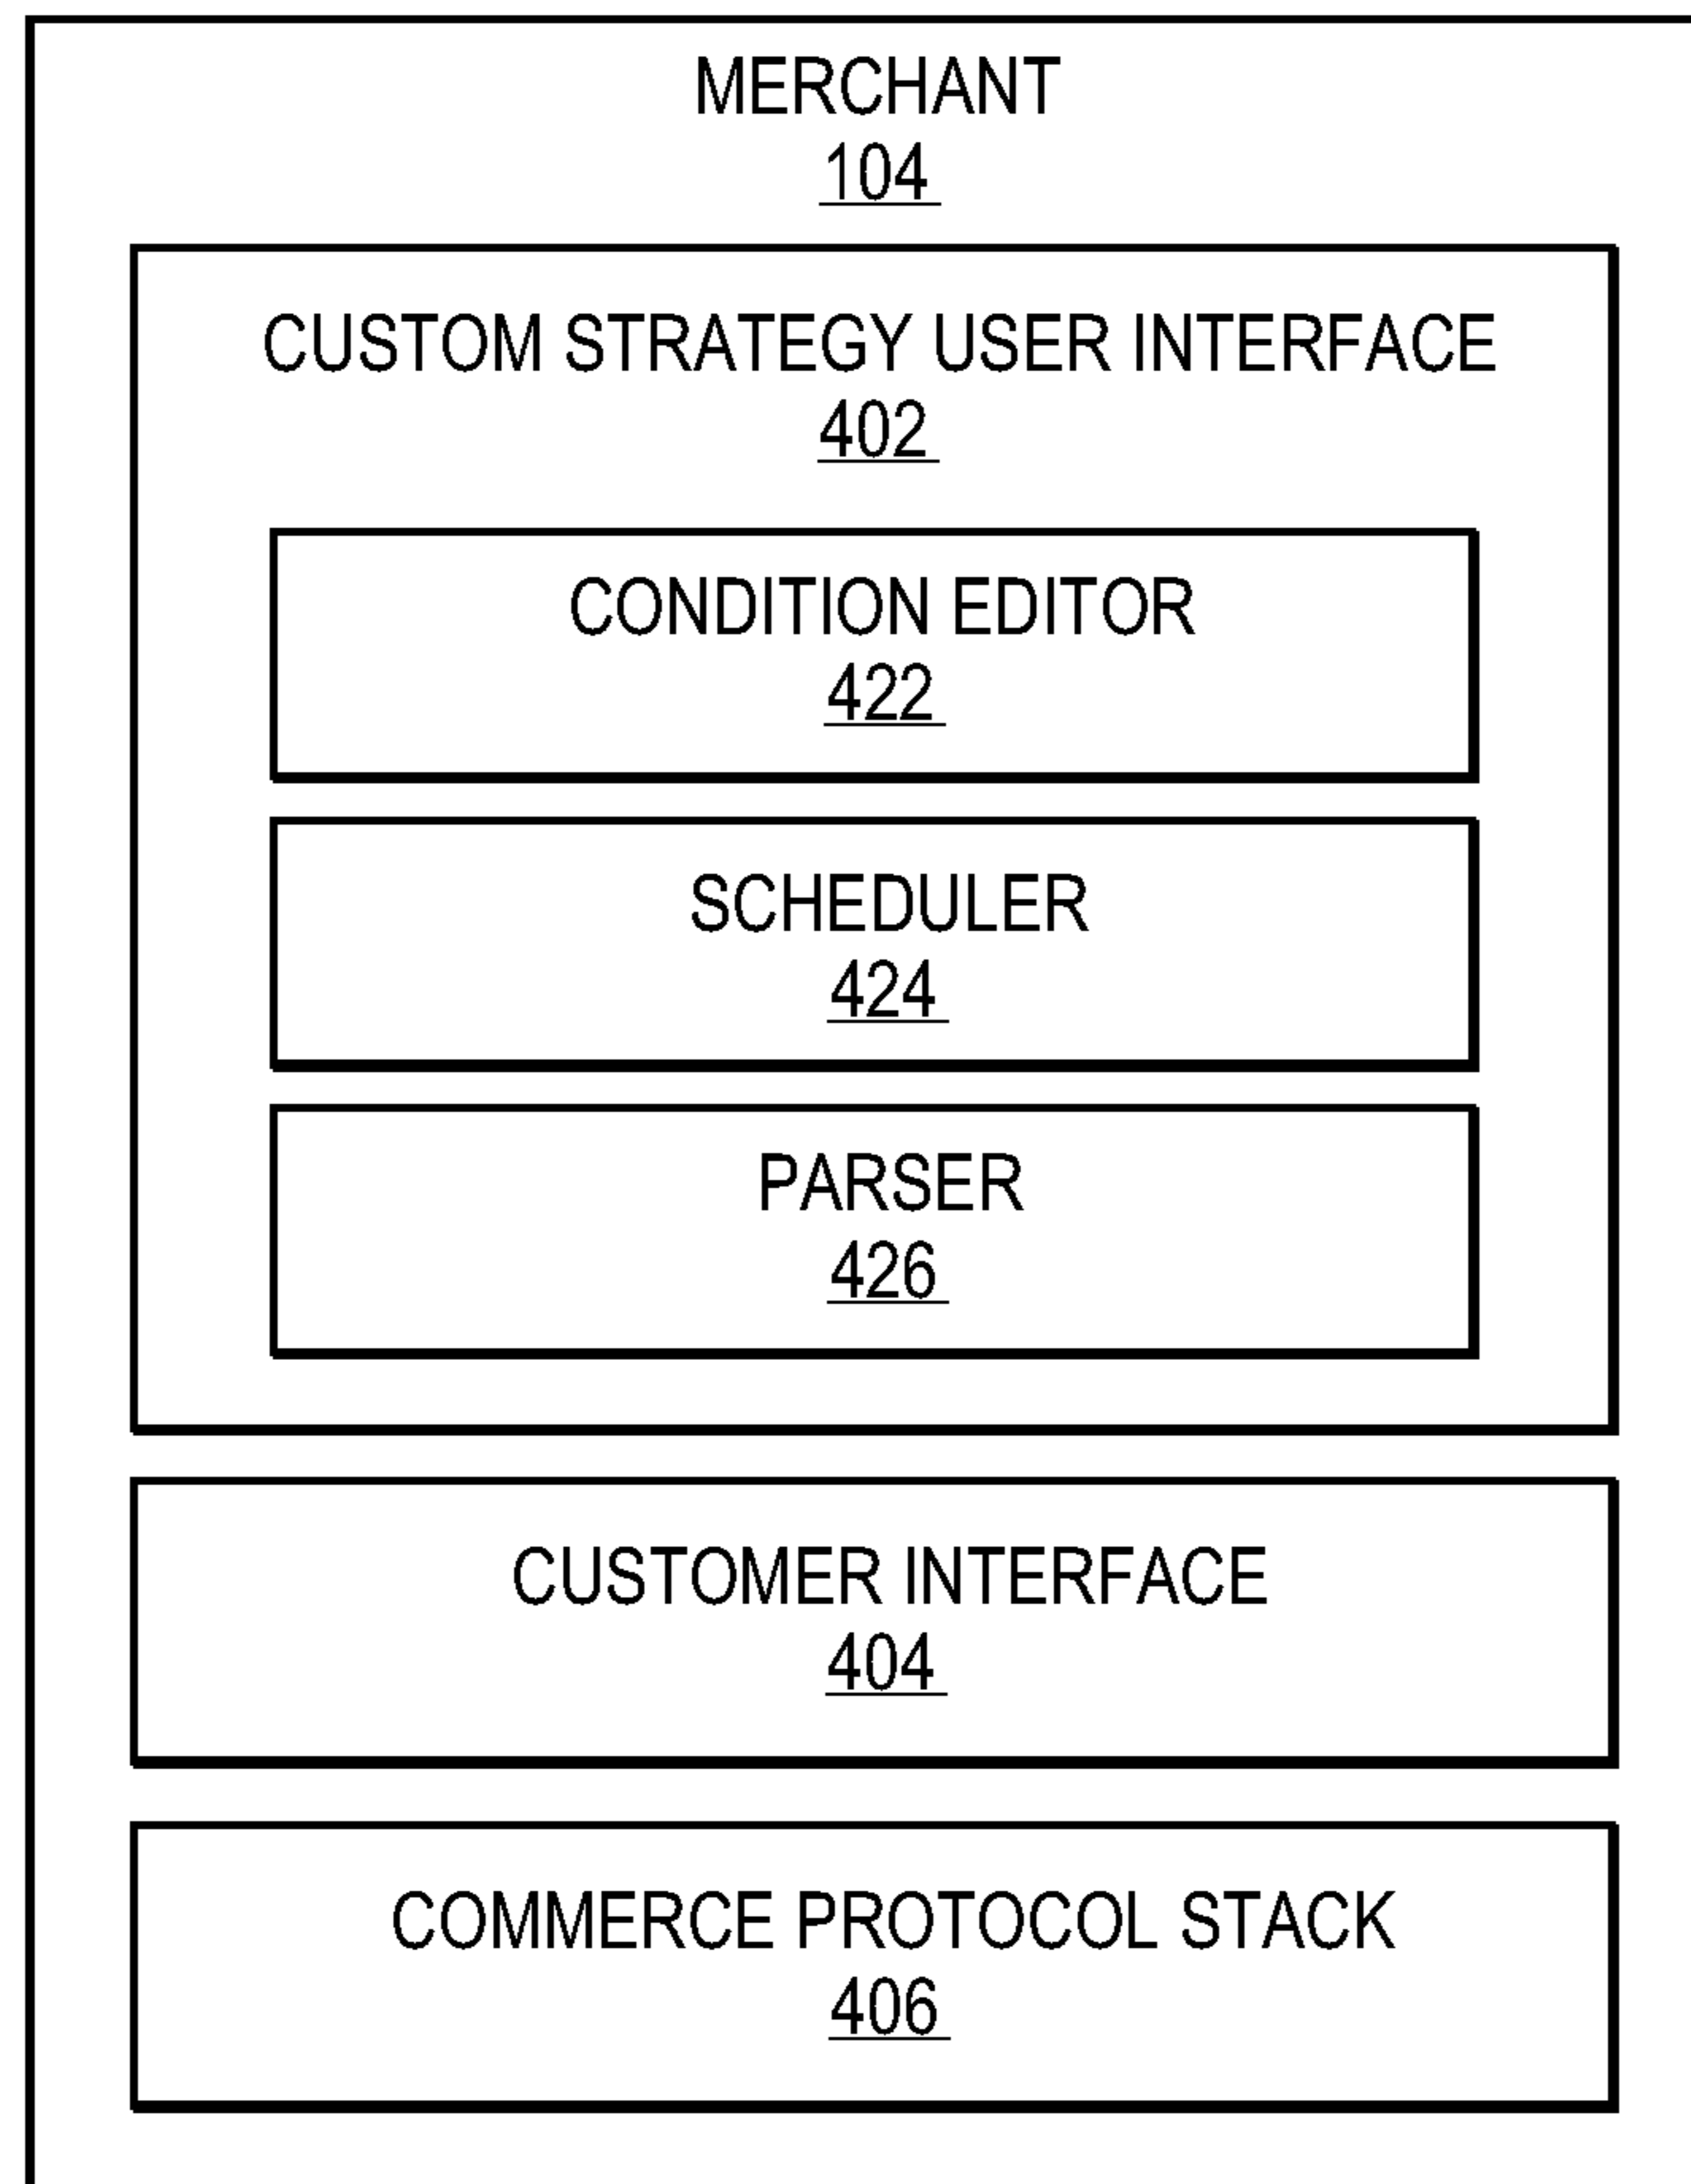 MERCHANT
104
CUSTOM STRATEGY USER INTERFACE
402
CONDITION EDITOR
422
SCHEDULER
424
PARSER
426
CUSTOMER INTERFACE
404
COMMERCE PROTOCOL STACK
406